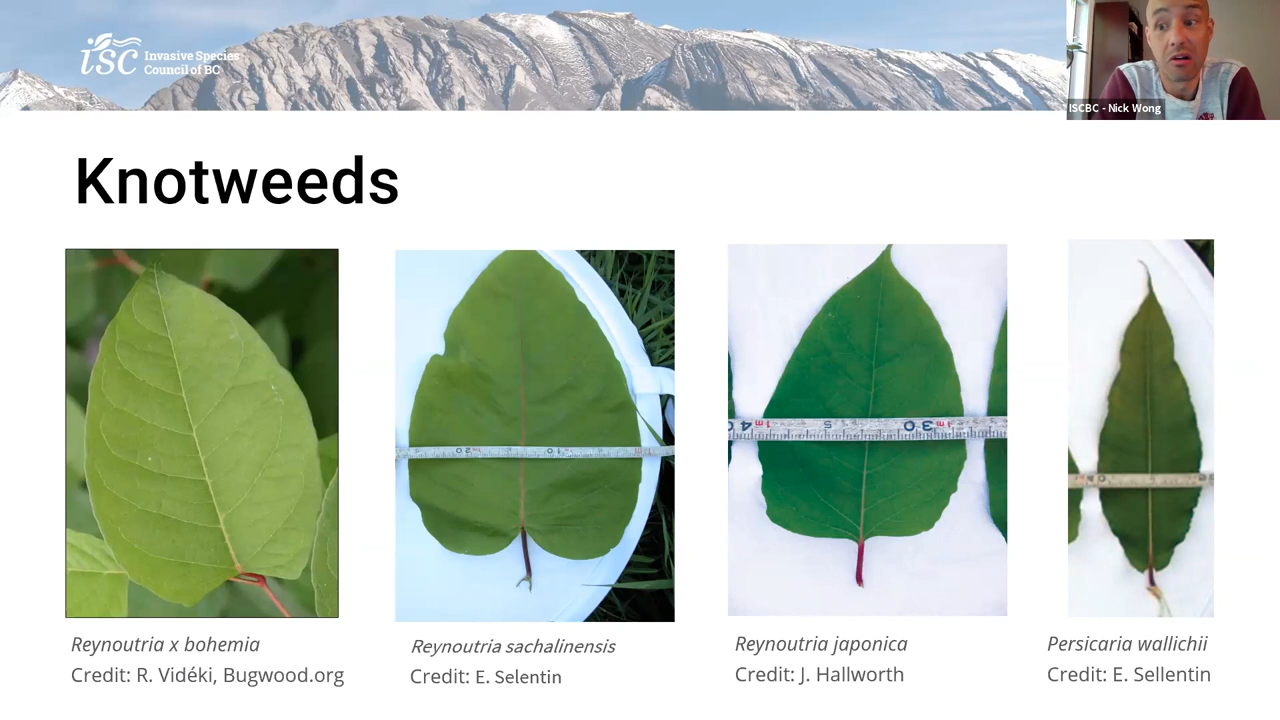 isc Invasive Species
Council of BC
ISCBC - Nick Wong
Knotweeds
Reynoutria x bohemia
Credit: R. Vidéki, Bugwood.org
Reynoutria sachalinensis
Credit: E. Selentin
Reynoutria japonica
Credit: J. Hallworth
Persicaria wallichii
Credit: E. Sellentin